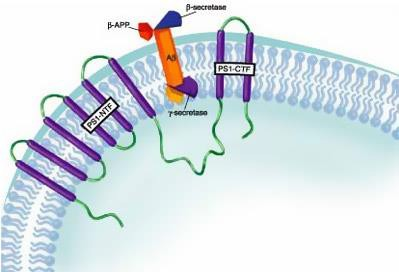 β-secretase
β-APP
Aβ
PS1-CTF
PS1-NTF
γ-secretase